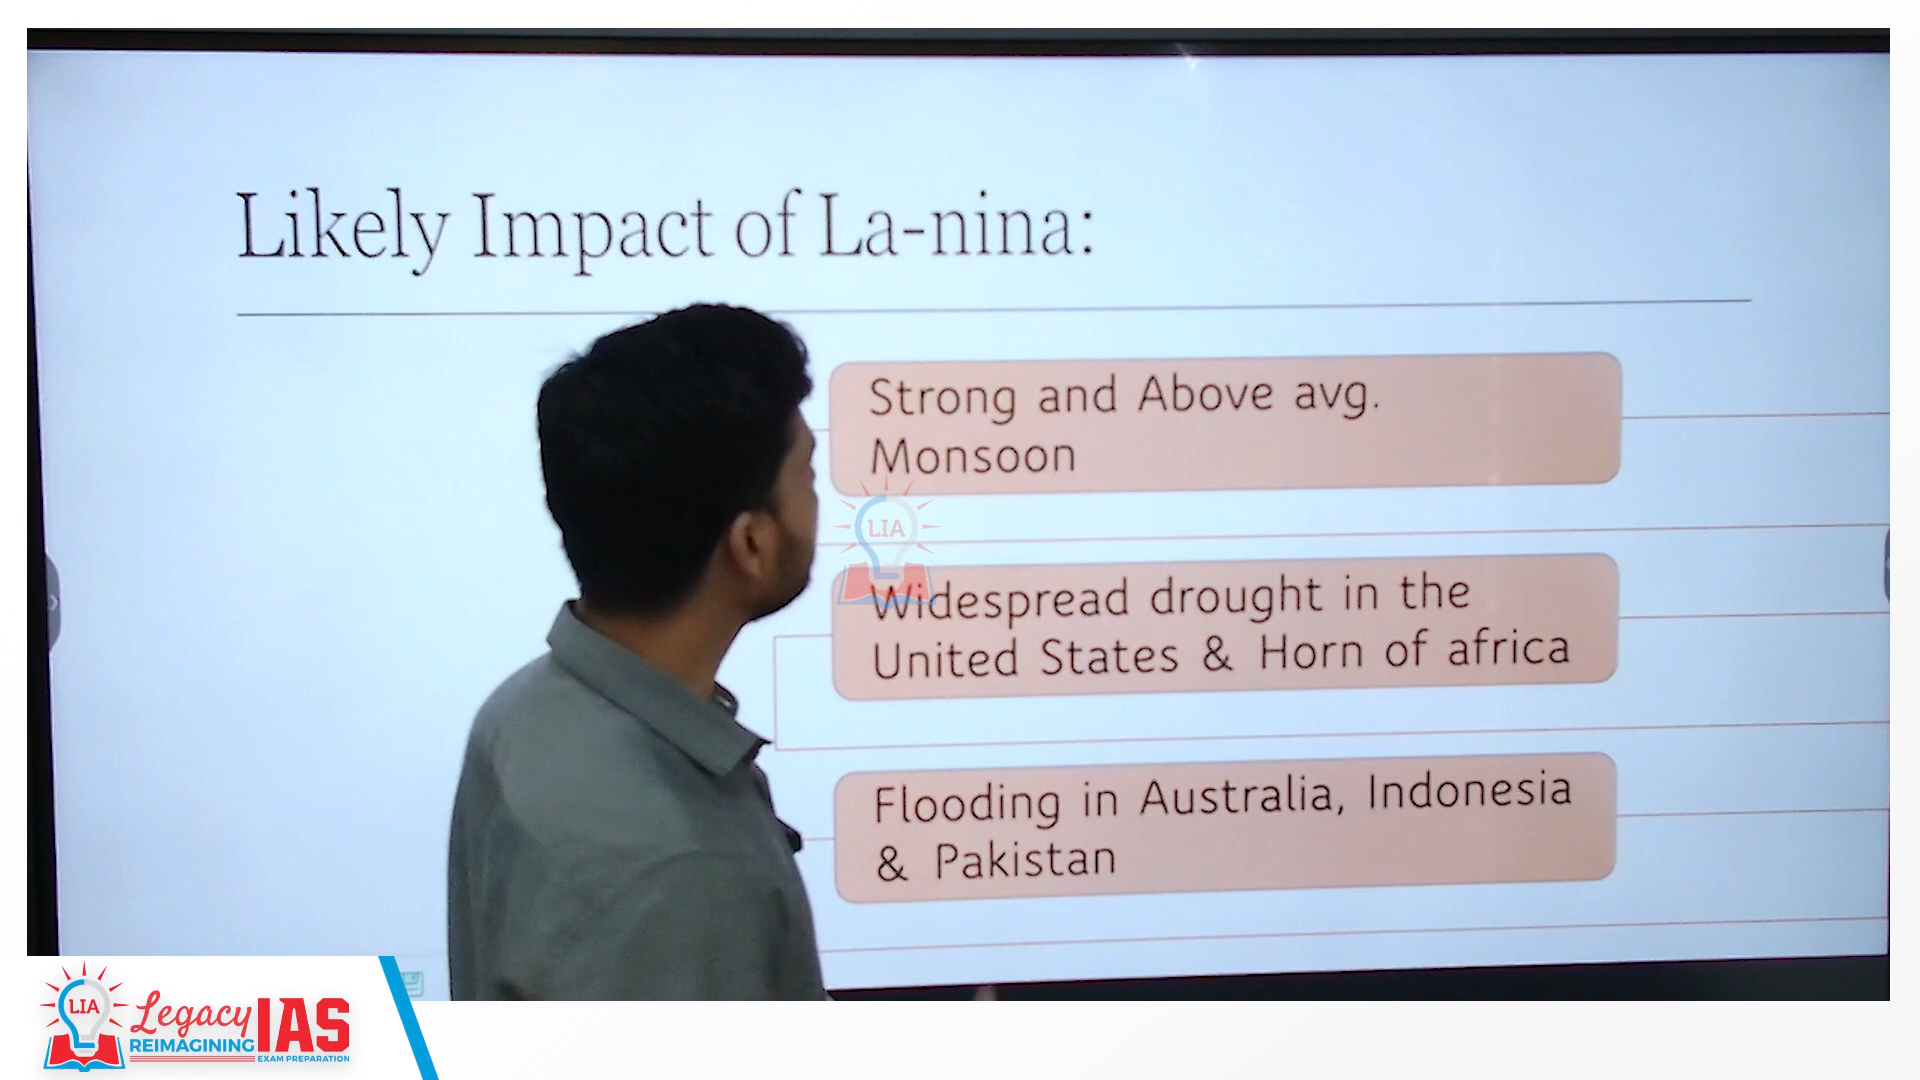 Likely Impact of La-nina:
Strong and Above avg.
Monsoon
LIA
Widespread drought in the
United States & Horn of africa
Flooding in Australia, Indonesia
& Pakistan
LIA
Legacy IAS
REIMAGINING
EXAM PREPARATION